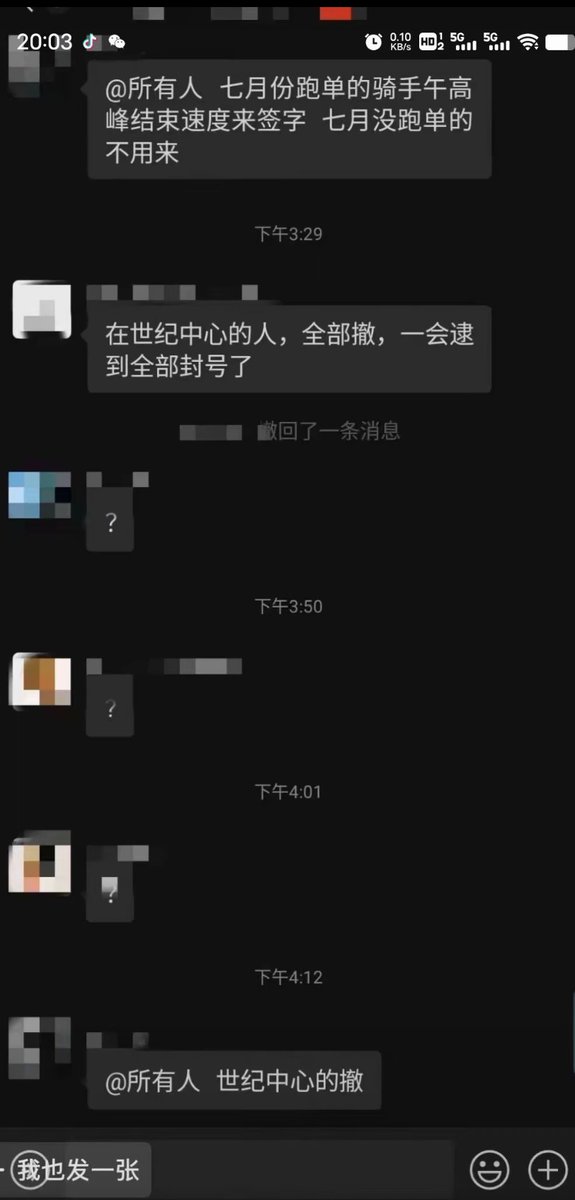 20:03
0.10
KB/s
HD 1
2
5G
5G
@所有人 七月份跑单的骑手午高
峰结束速度来签字 七月没跑单的
不用来
下午3:29
在世纪中心的人，全部撤，一会逮
到全部封号了
撤回了一条消息
？
下午3:50
？
下午4:01
？
下午4:12
@所有人 世纪中心的撤
我也发一张